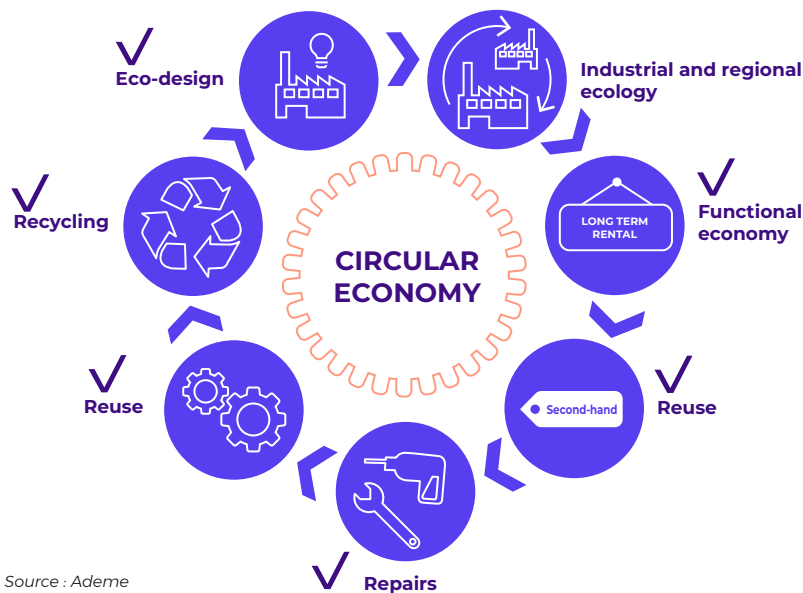 Eco-design
Industrial and regional
ecology
Recycling
LONG TERM
RENTAL
Functional
economy
CIRCULAR
ECONOMY
Reuse
Second-hand
Reuse
Repairs
Source : Ademe